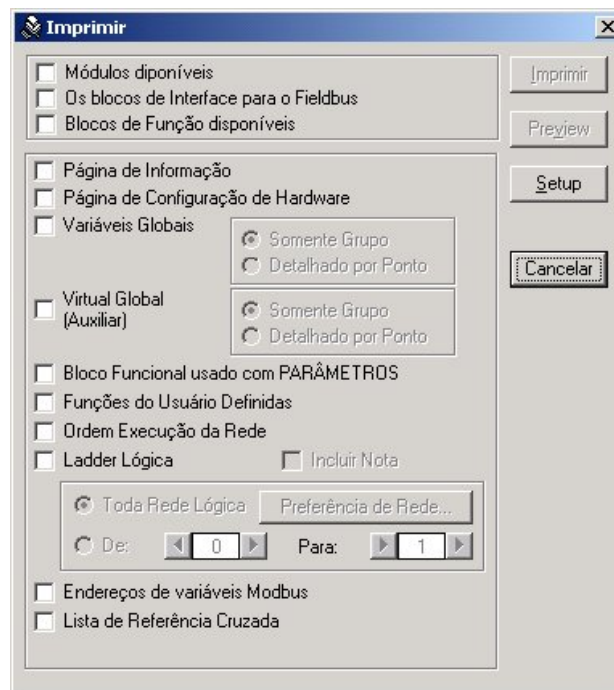 Imprimir
Módulos diponíveis
Os blocos de Interface para o Fieldbus
Blocos de Função disponíveis
Imprimir
Preview
Setup
Cancelar
Página de Informação
Página de Configuração de Hardware
Variáveis Globais
Somente Grupo
Detalhado por Ponto
Virtual Global
(Auxiliar)
Somente Grupo
Detalhado por Ponto
Bloco Funcional usado com PARÂMETROS
Funções do Usuário Definidas
Ordem Execução da Rede
Ladder Lógica
Incluir Nota
Toda Rede Lógica
Preferência de Rede...
De: 0 Para: 1
Endereços de variáveis Modbus
Lista de Referência Cruzada